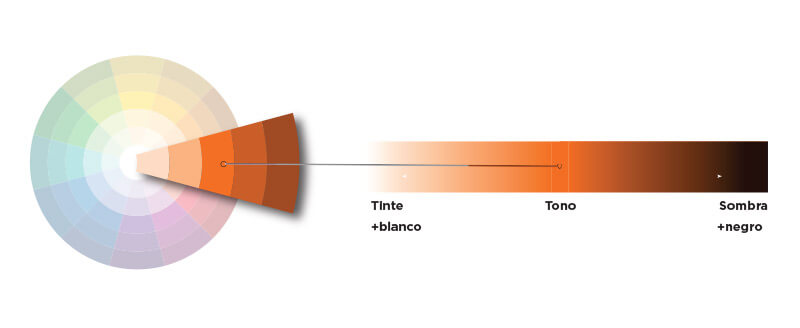 Tinte
+blanco
Tono
Sombra
+negro